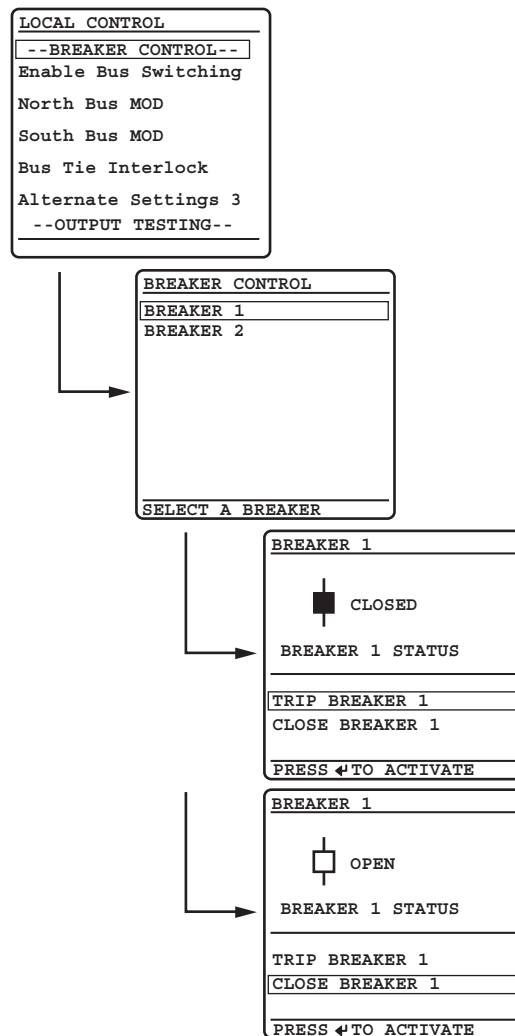 LOCAL CONTROL
--BREAKER CONTROL--
Enable Bus Switching
North Bus MOD
South Bus MOD
Bus Tie Interlock
Alternate Settings 3
--OUTPUT TESTING--
BREAKER CONTROL
BREAKER 1
BREAKER 2
SELECT A BREAKER
BREAKER 1
CLOSED
BREAKER 1 STATUS
TRIP BREAKER 1
CLOSE BREAKER 1
PRESS ↵ TO ACTIVATE
BREAKER 1
OPEN
BREAKER 1 STATUS
TRIP BREAKER 1
CLOSE BREAKER 1
PRESS ↵ TO ACTIVATE